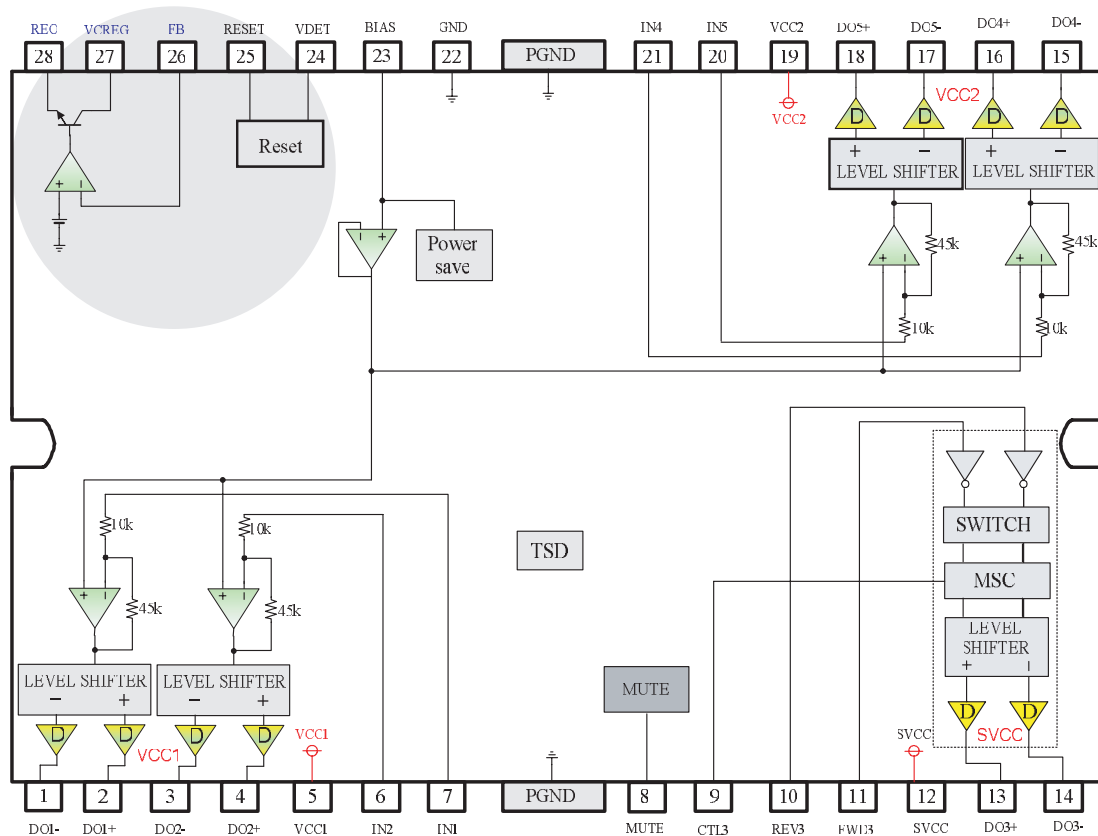 REO VCREG FB RESET VDET BIAS GND IN4 IN5 VCC2 DO5+ DO5- DO4+ DO4-
28 27 26 25 24 23 22 PGND 21 20 19 18 17 16 15
D D VCC2 D D
VCC2
Reset
+ − + −
LEVEL SHIFTER LEVEL SHIFTER
+ −
− +
Power save
45k 45k
+ − + −
10k 10k
10k 10k
SWITCH
TSD
MSC
+ − + −
45k 45k
LEVEL SHIFTER
+ −
LEVEL SHIFTER LEVEL SHIFTER
− + − +
MUTE
D D
D D VCC1 D D
VCC1
SVCC
SVCC
1 2 3 4 5 6 7 PGND 8 9 10 11 12 13 14
DO1- DO1+ DO2- DO2+ VCC1 IN2 IN1 MUTE CTL3 REV3 FWD3 SVCC DO3+ DO3-